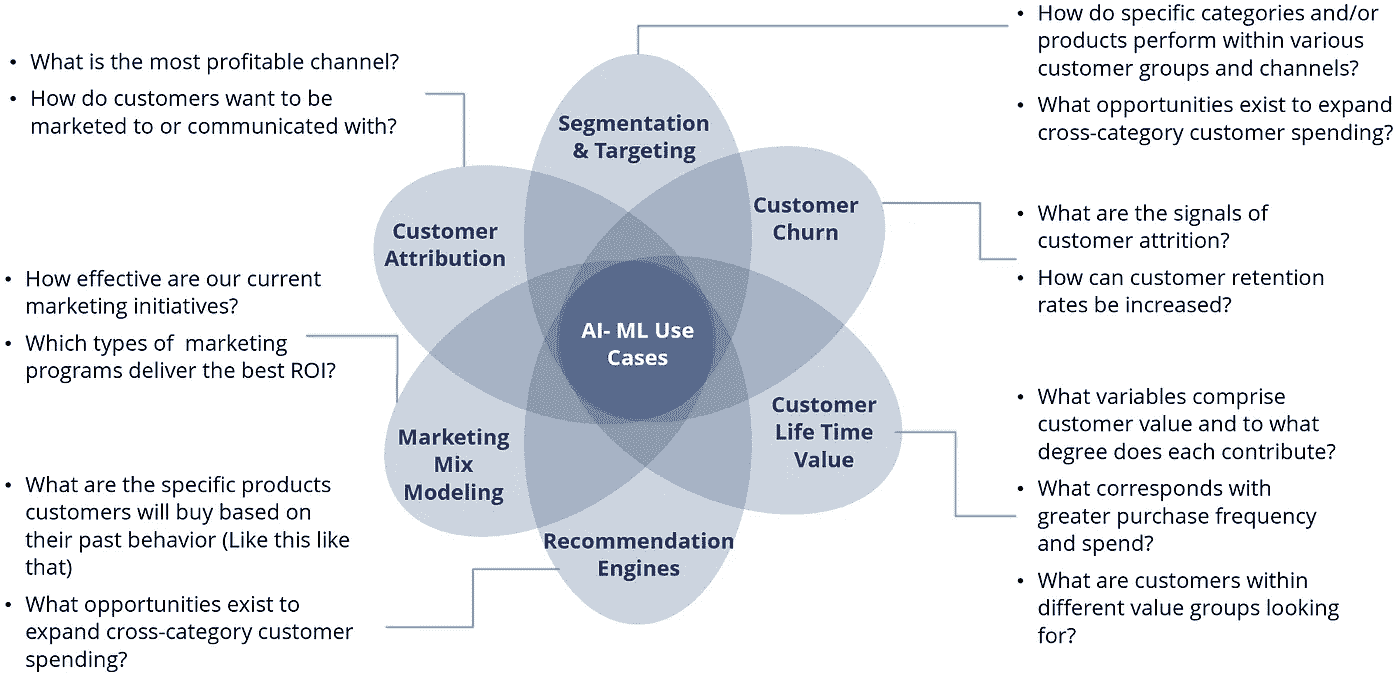 • How do specific categories and/or
products perform within various
customer groups and channels?
• What opportunities exist to expand
cross-category customer spending?
• What is the most profitable channel?
• How do customers want to be
marketed to or communicated with?
Segmentation
& Targeting
Customer
Churn
• What are the signals of
customer attrition?
• How can customer retention
rates be increased?
Customer
Attribution
• How effective are our current
marketing initiatives?
• Which types of  marketing
programs deliver the best ROI?
AI- ML Use
Cases
Customer
Life Time
Value
• What variables comprise
customer value and to what
degree does each contribute?
• What corresponds with
greater purchase frequency
and spend?
• What are customers within
different value groups looking
for?
Marketing
Mix
Modeling
• What are the specific products
customers will buy based on
their past behavior (Like this like
that)
• What opportunities exist to
expand cross-category customer
spending?
Recommendation
Engines